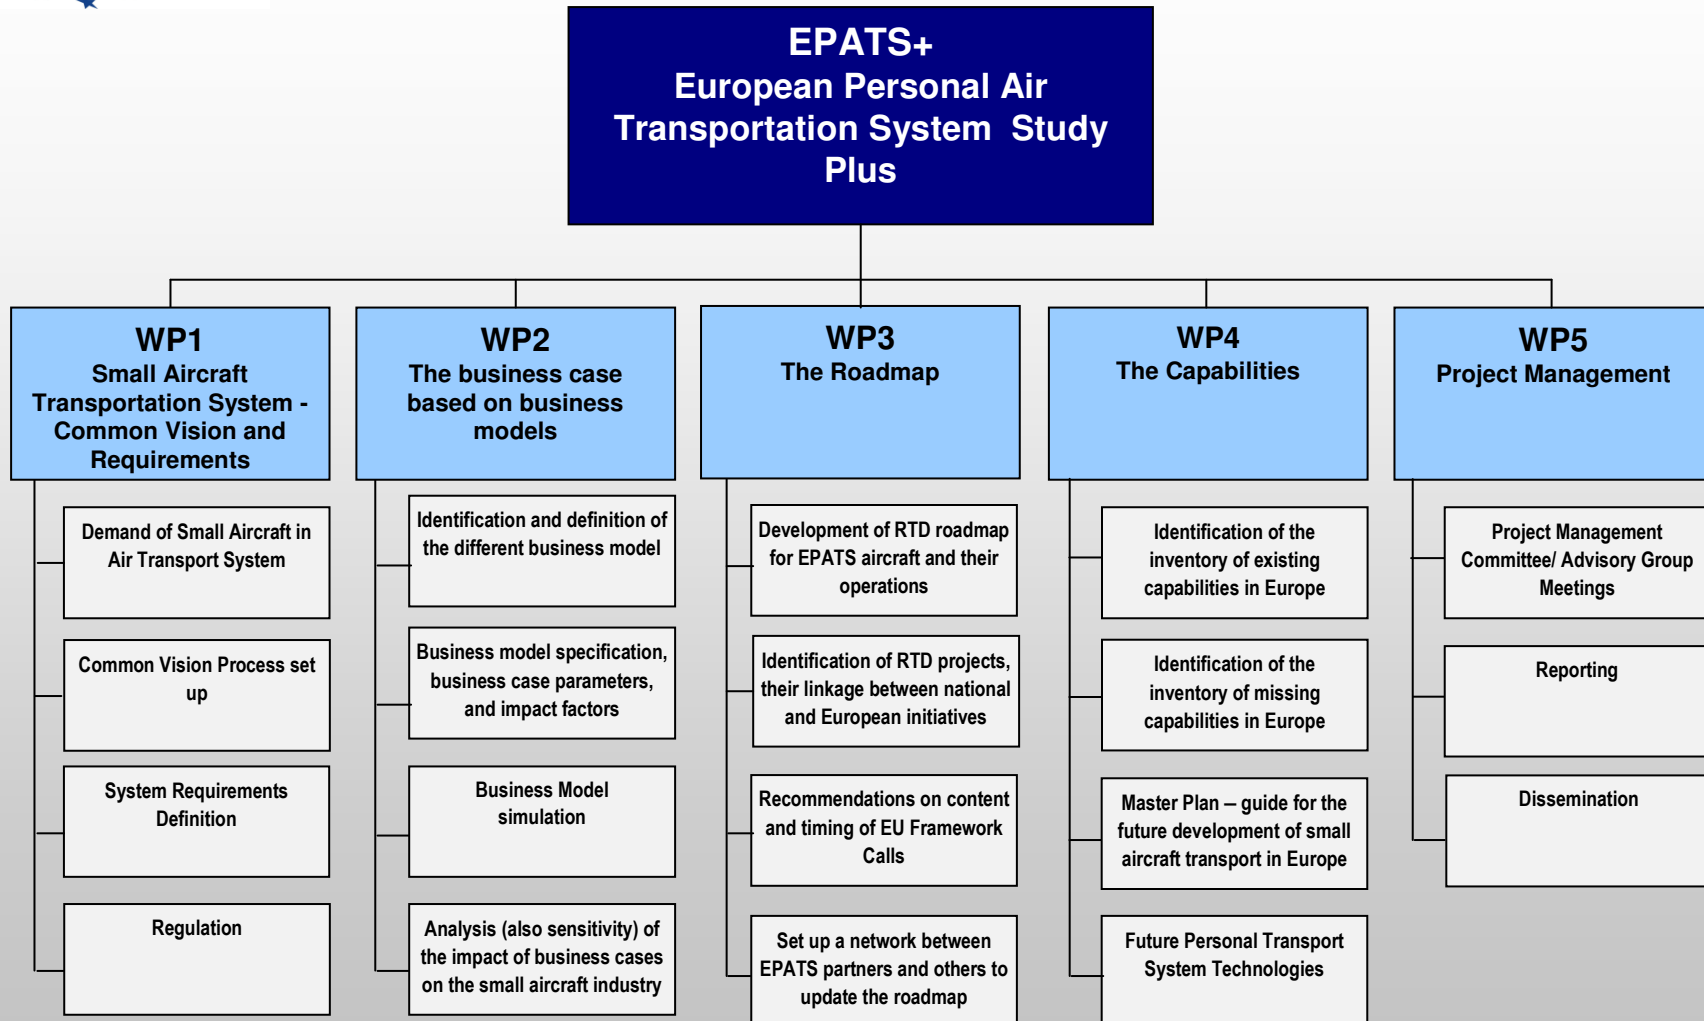 EPATS+
European Personal Air
Transportation System Study
Plus
WP1
Small Aircraft
Transportation System -
Common Vision and
Requirements
Demand of Small Aircraft in
Air Transport System
Common Vision Process set
up
System Requirements
Definition
Regulation
WP2
The business case
based on business
models
Identification and definition of
the different business model
Business model specification,
business case parameters,
and impact factors
Business Model
simulation
Analysis (also sensitivity) of
the impact of business cases
on the small aircraft industry
WP3
The Roadmap
Development of RTD roadmap
for EPATS aircraft and their
operations
Identification of RTD projects,
their linkage between national
and European initiatives
Recommendations on content
and timing of EU Framework
Calls
Set up a network between
EPATS partners and others to
update the roadmap
WP4
The Capabilities
Identification of the
inventory of existing
capabilities in Europe
Identification of the
inventory of missing
capabilities in Europe
Master Plan – guide for the
future development of small
aircraft transport in Europe
Future Personal Transport
System Technologies
WP5
Project Management
Project Management
Committee/ Advisory Group
Meetings
Reporting
Dissemination